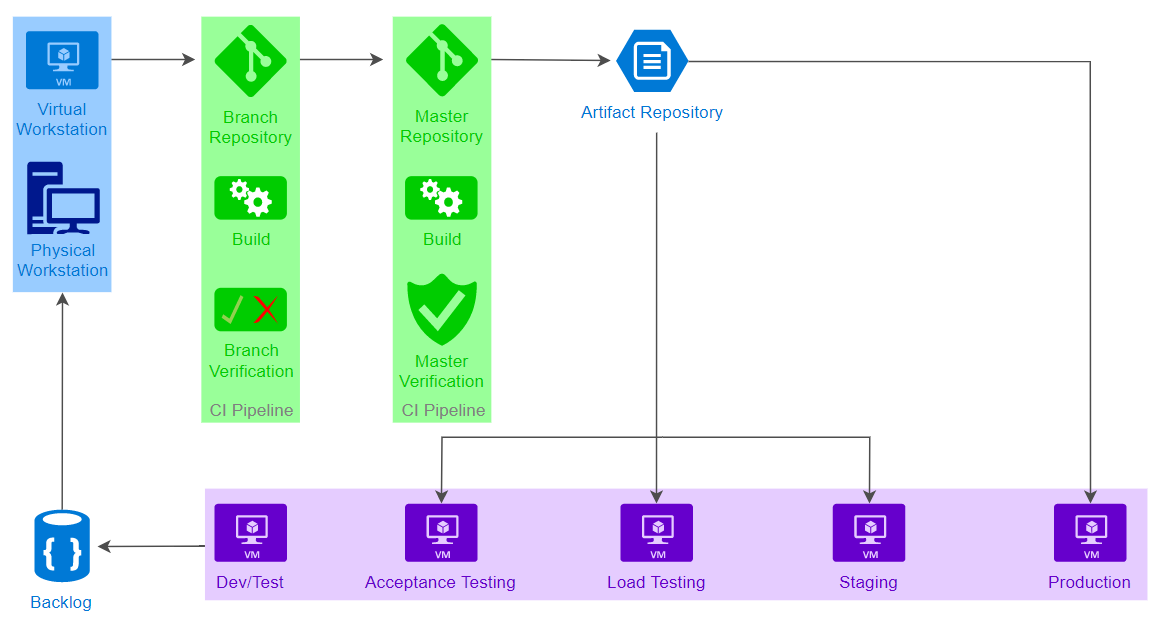 VM
Virtual
Workstation
Physical
Workstation
Branch
Repository
Build
Branch
Verification
CI Pipeline
Master
Repository
Build
Master
Verification
CI Pipeline
Artifact Repository
{ }
Backlog
VM
Dev/Test
VM
Acceptance Testing
VM
Load Testing
VM
Staging
VM
Production